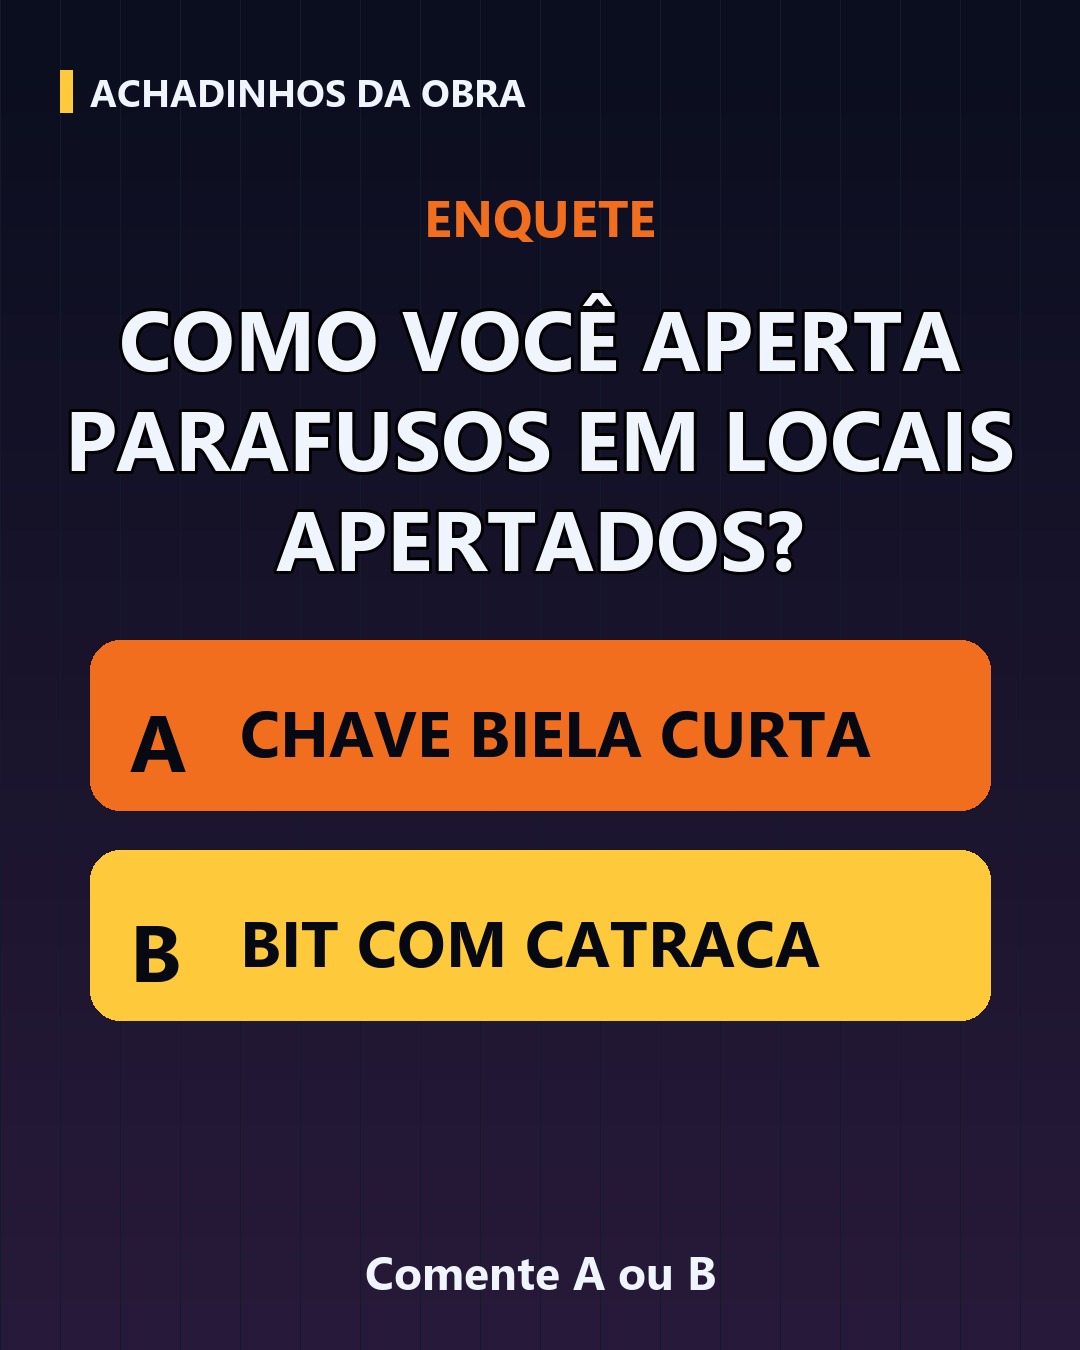 ACHADINHOS DA OBRA
ENQUETE
COMO VOCÊ APERTA
PARAFUSOS EM LOCAIS
APERTADOS?
A CHAVE BIELA CURTA
B BIT COM CATRACA
Comente A ou B